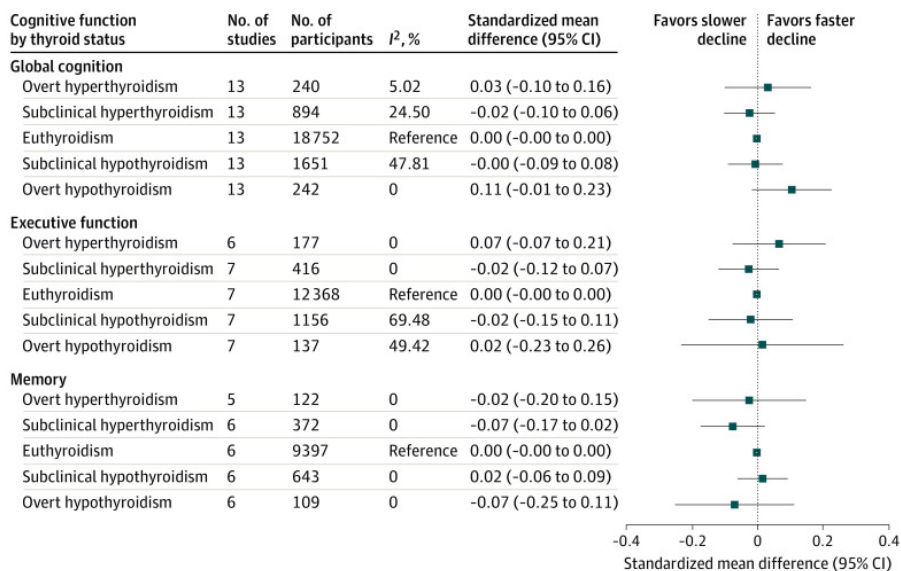 Cognitive function by thyroid status No. of studies No. of participants I², % Standardized mean difference (95% CI) Favors slower decline Favors faster decline
Global cognition
Overt hyperthyroidism 13 240 5.02 0.03 (-0.10 to 0.16)
Subclinical hyperthyroidism 13 894 24.50 -0.02 (-0.10 to 0.06)
Euthyroidism 13 18 752 Reference 0.00 (-0.00 to 0.00)
Subclinical hypothyroidism 13 1651 47.81 -0.00 (-0.09 to 0.08)
Overt hypothyroidism 13 242 0 0.11 (-0.01 to 0.23)
Executive function
Overt hyperthyroidism 6 177 0 0.07 (-0.07 to 0.21)
Subclinical hyperthyroidism 7 416 0 -0.02 (-0.12 to 0.07)
Euthyroidism 7 12 368 Reference 0.00 (-0.00 to 0.00)
Subclinical hypothyroidism 7 1156 69.48 -0.02 (-0.15 to 0.11)
Overt hypothyroidism 7 137 49.42 0.02 (-0.23 to 0.26)
Memory
Overt hyperthyroidism 5 122 0 -0.02 (-0.20 to 0.15)
Subclinical hyperthyroidism 6 372 0 -0.07 (-0.17 to 0.02)
Euthyroidism 6 9397 Reference 0.00 (-0.00 to 0.00)
Subclinical hypothyroidism 6 643 0 0.02 (-0.06 to 0.09)
Overt hypothyroidism 6 109 0 -0.07 (-0.25 to 0.11)
-0.4 -0.2 0 0.2 0.4
Standardized mean difference (95% CI)